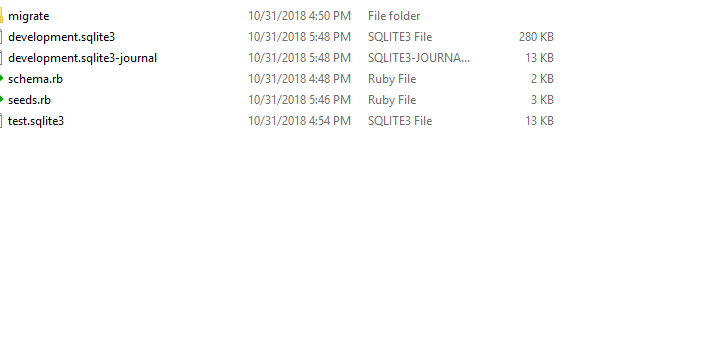 migrate 10/31/2018 4:50 PM File folder
development.sqlite3 10/31/2018 5:48 PM SQLITE3 File 280 KB
development.sqlite3-journal 10/31/2018 5:48 PM SQLITE3-JOURNA... 13 KB
schema.rb 10/31/2018 4:48 PM Ruby File 2 KB
seeds.rb 10/31/2018 5:46 PM Ruby File 3 KB
test.sqlite3 10/31/2018 4:54 PM SQLITE3 File 13 KB